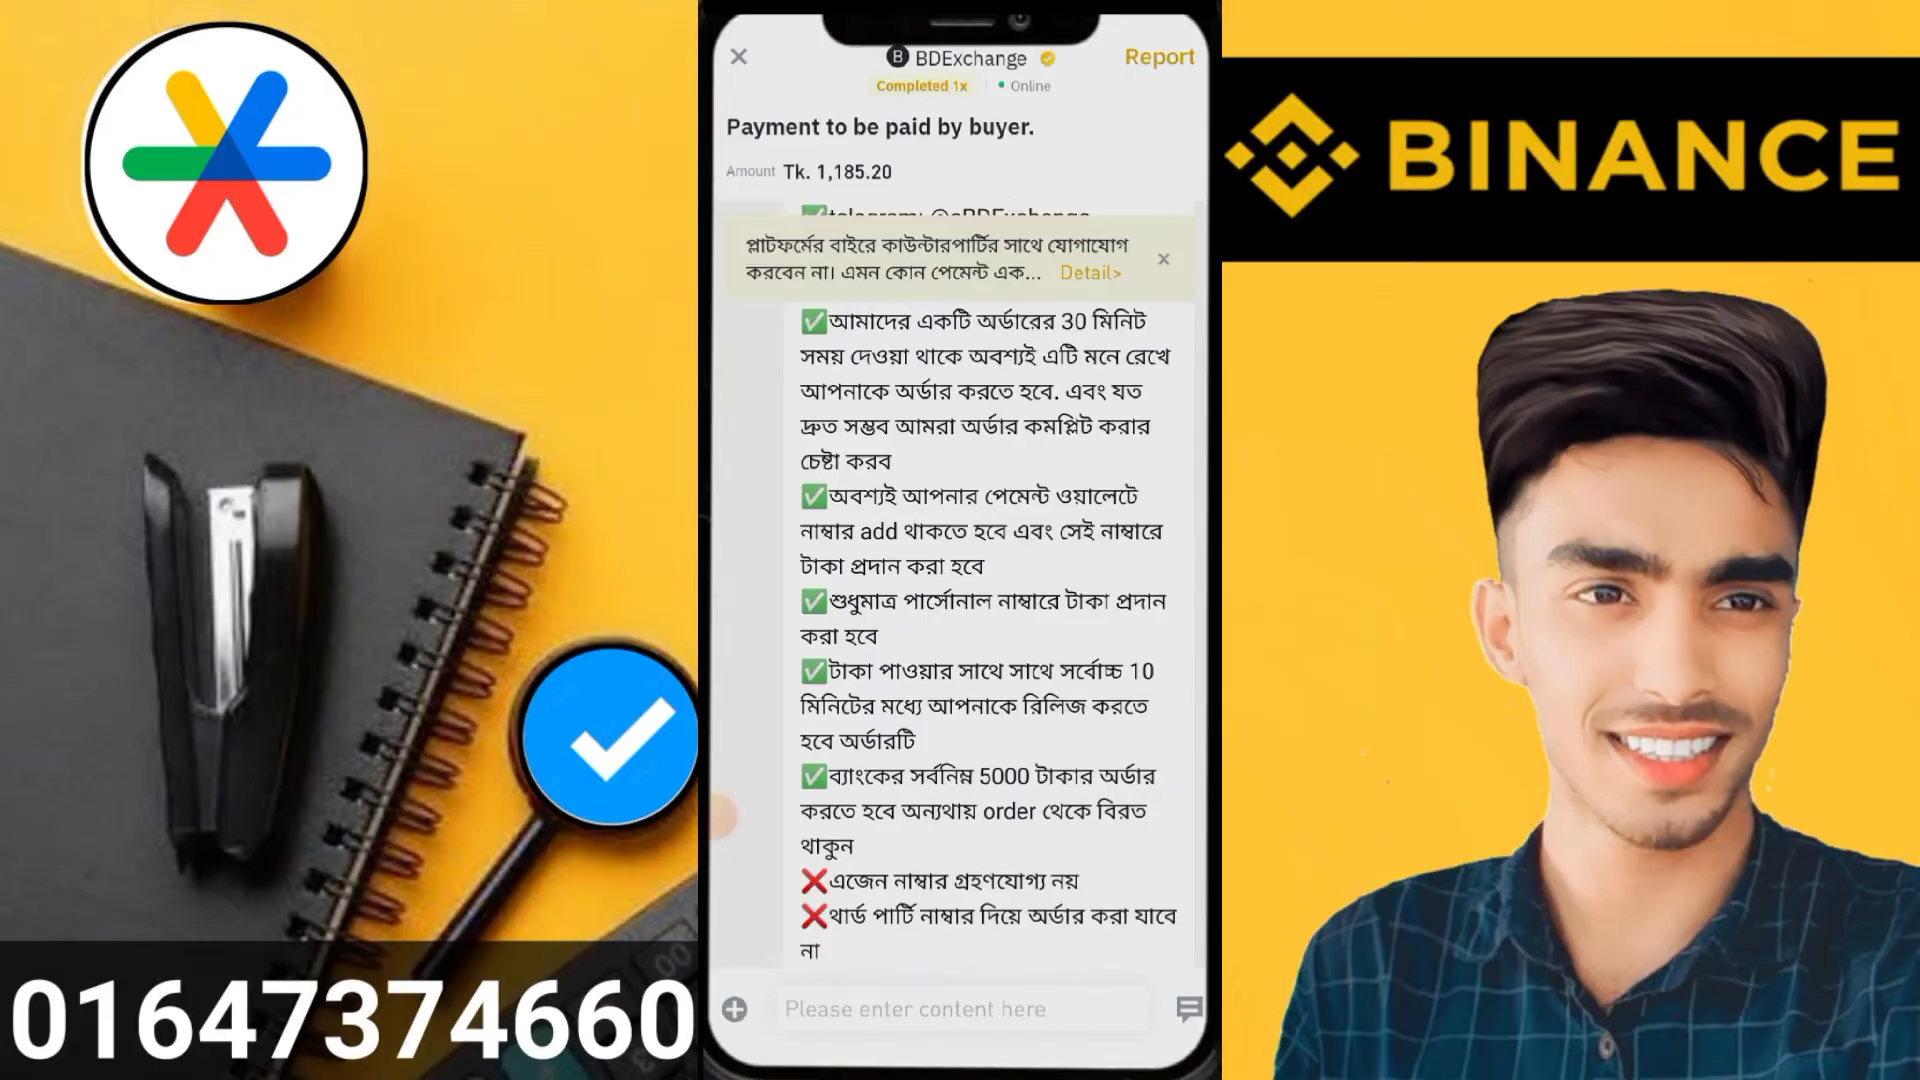 BDExchange
Report
Completed 1x
Online
Payment to be paid by buyer.
Amount Tk. 1,185.20
✅telegram: @aBDExchange
প্লাটফর্মের বাইরে কাউন্টারপার্টির সাথে যোগাযোগ
করবেন না। এমন কোন পেমেন্ট এক... Detail>
✅আমাদের একটি অর্ডারের 30 মিনিট
সময় দেওয়া থাকে অবশ্যই এটি মনে রেখে
আপনাকে অর্ডার করতে হবে. এবং যত
দ্রুত সম্ভব আমরা অর্ডার কমপ্লিট করার
চেষ্টা করব
✅অবশ্যই আপনার পেমেন্ট ওয়ালেটে
নাম্বার add থাকতে হবে এবং সেই নাম্বারে
টাকা প্রদান করা হবে
✅শুধুমাত্র পার্সোনাল নাম্বারে টাকা প্রদান
করা হবে
✅টাকা পাওয়ার সাথে সাথে সর্বোচ্চ 10
মিনিটের মধ্যে আপনাকে রিলিজ করতে
হবে অর্ডারটি
✅ব্যাংকের সর্বনিম্ন 5000 টাকার অর্ডার
করতে হবে অন্যথায় order থেকে বিরত
থাকুন
❌এজেন নাম্বার গ্রহণযোগ্য নয়
❌থার্ড পার্টি নাম্বার দিয়ে অর্ডার করা যাবে
না
Please enter content here
BINANCE
01647374660